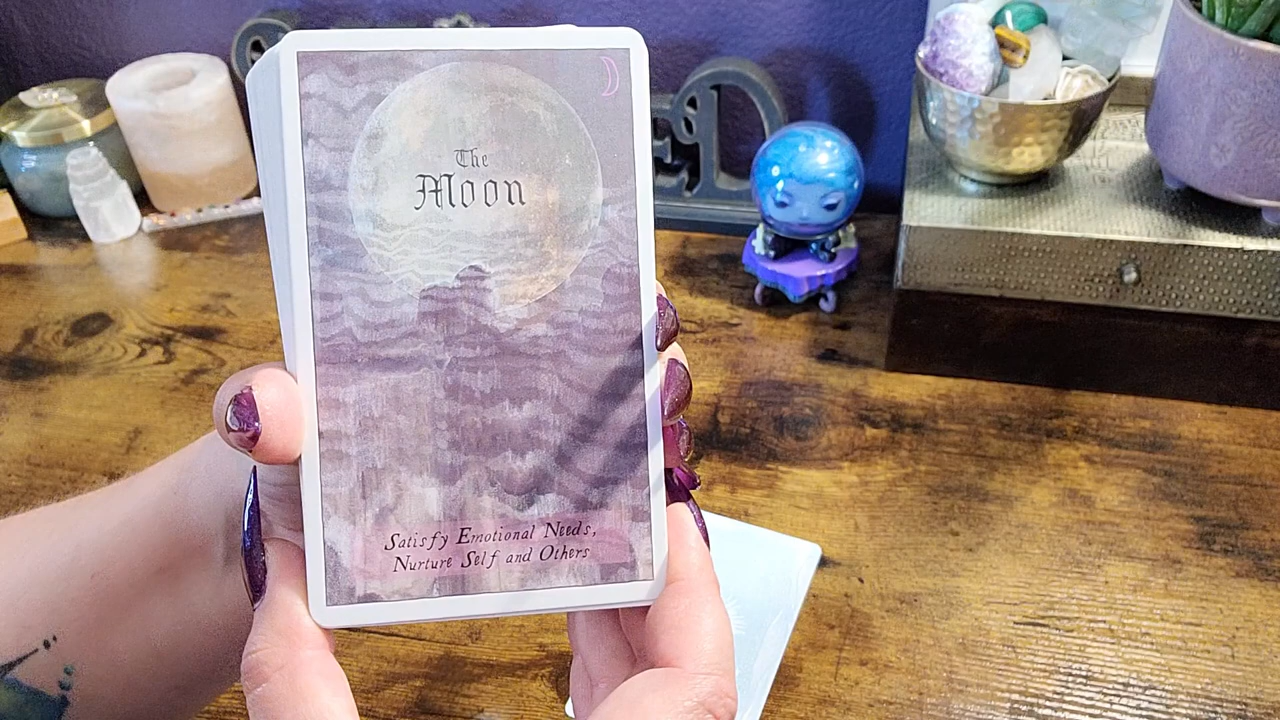 The
Moon
Satisfy Emotional Needs,
Nurture Self and Others